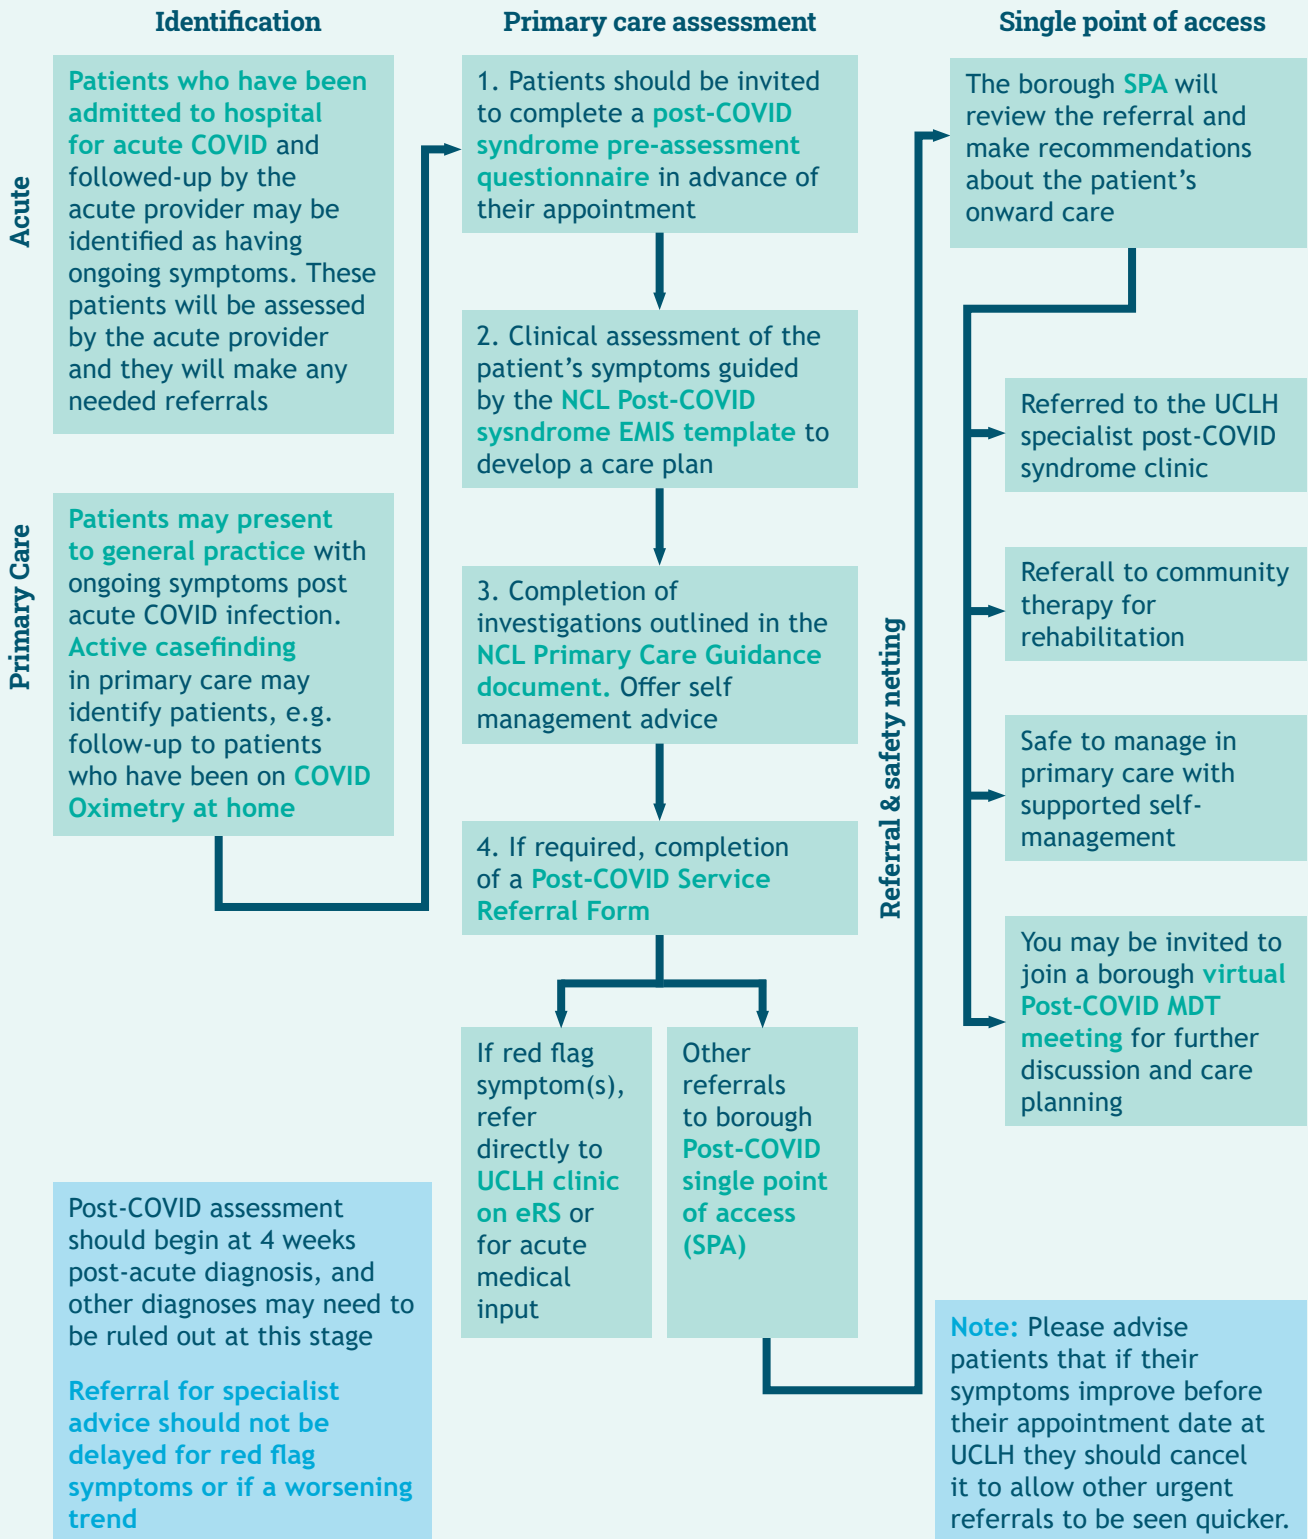 Identification
Acute
Patients who have been
admitted to hospital
for acute COVID and
followed-up by the
acute provider may be
identified as having
ongoing symptoms. These
patients will be assessed
by the acute provider
and they will make any
needed referrals
Primary Care
Patients may present
to general practice with
ongoing symptoms post
acute COVID infection.
Active casefinding
in primary care may
identify patients, e.g.
follow-up to patients
who have been on COVID
Oximetry at home
Post-COVID assessment
should begin at 4 weeks
post-acute diagnosis, and
other diagnoses may need to
be ruled out at this stage
Referral for specialist
advice should not be
delayed for red flag
symptoms or if a worsening
trend
Primary care assessment
1. Patients should be invited
to complete a post-COVID
syndrome pre-assessment
questionnaire in advance of
their appointment
2. Clinical assessment of the
patient’s symptoms guided
by the NCL Post-COVID
sysndrome EMIS template to
develop a care plan
3. Completion of
investigations outlined in the
NCL Primary Care Guidance
document. Offer self
management advice
4. If required, completion
of a Post-COVID Service
Referral Form
If red flag
symptom(s),
refer
directly to
UCLH clinic
on eRS or
for acute
medical
input
Other
referrals
to borough
Post-COVID
single point
of access
(SPA)
Referral & safety netting
Single point of access
The borough SPA will
review the referral and
make recommendations
about the patient’s
onward care
Referred to the UCLH
specialist post-COVID
syndrome clinic
Referall to community
therapy for
rehabilitation
Safe to manage in
primary care with
supported self-
management
You may be invited to
join a borough virtual
Post-COVID MDT
meeting for further
discussion and care
planning
Note: Please advise
patients that if their
symptoms improve before
their appointment date at
UCLH they should cancel
it to allow other urgent
referrals to be seen quicker.